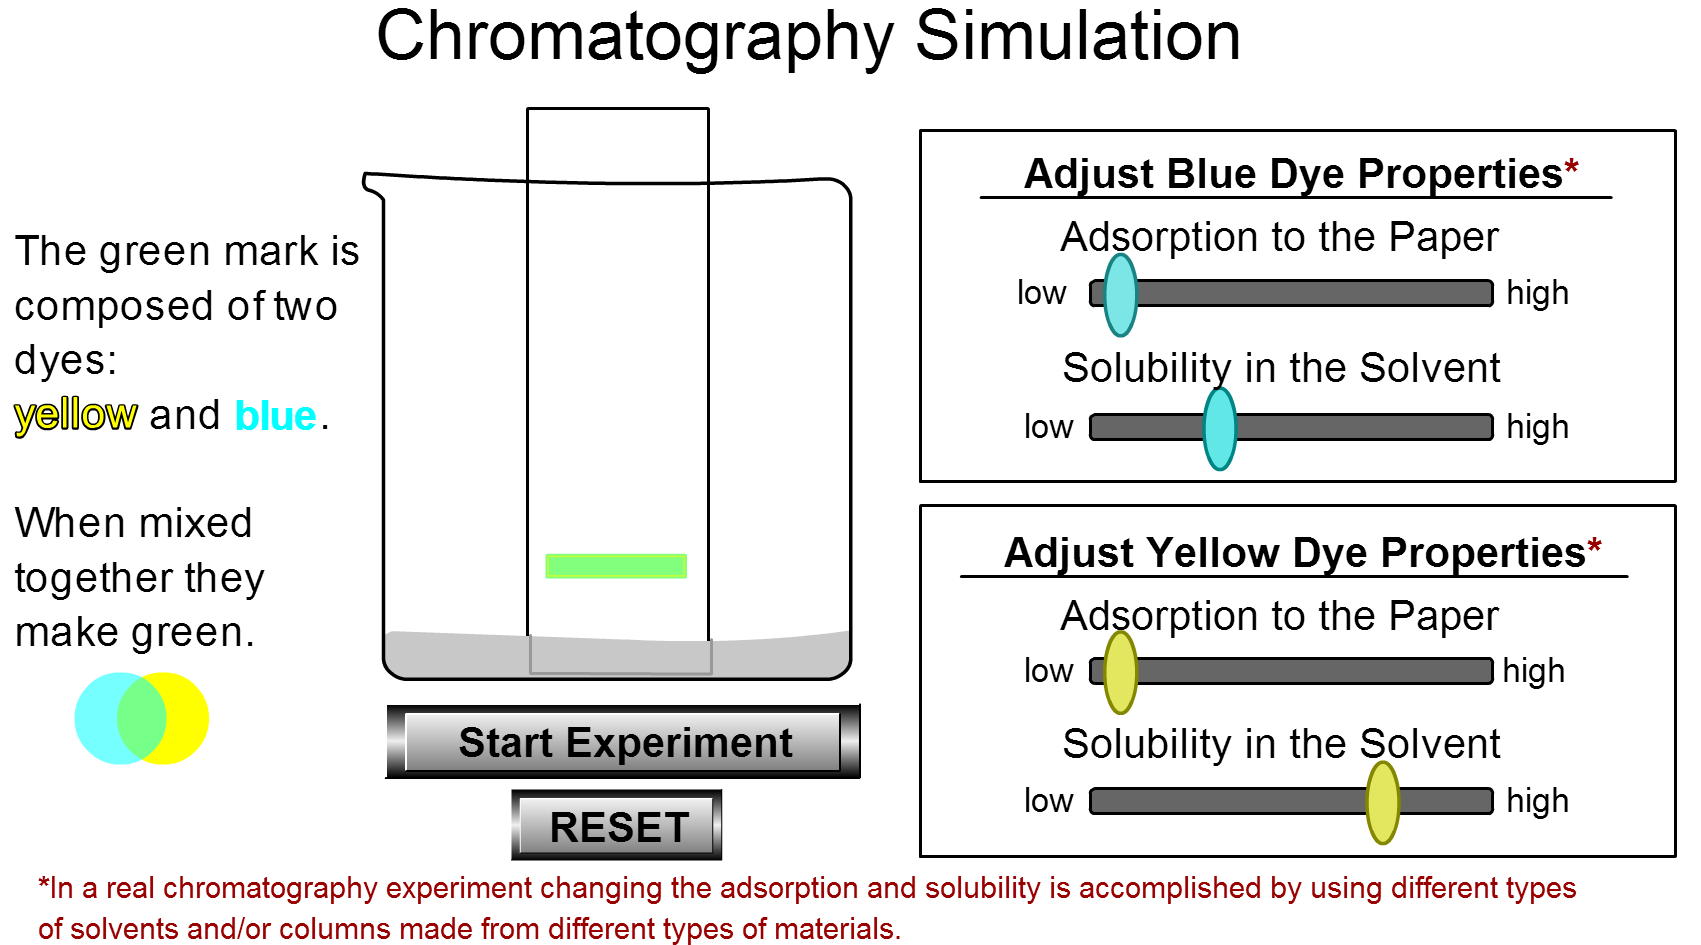 Chromatography Simulation
The green mark is
composed of two
dyes:
yellow and blue.
When mixed
together they
make green.
Start Experiment
RESET
Adjust Blue Dye Properties*
Adsorption to the Paper
low high
Solubility in the Solvent
low high
Adjust Yellow Dye Properties*
Adsorption to the Paper
low high
Solubility in the Solvent
low high
*In a real chromatography experiment changing the adsorption and solubility is accomplished by using different types
of solvents and/or columns made from different types of materials.